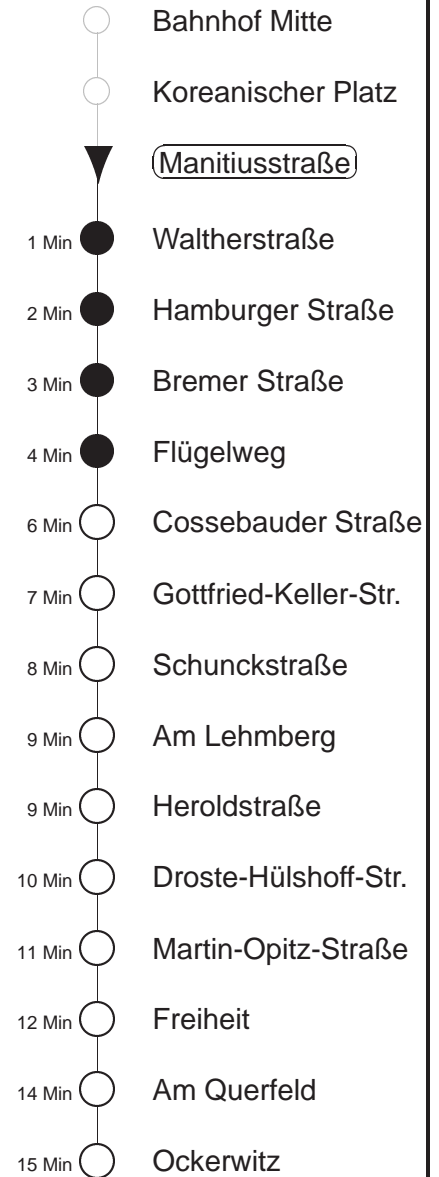 Bahnhof Mitte
Koreanischer Platz
Manitiusstraße
1 Min Waltherstraße
2 Min Hamburger Straße
3 Min Bremer Straße
4 Min Flügelweg
6 Min Cossebauder Straße
7 Min Gottfried-Keller-Str.
8 Min Schunckstraße
9 Min Am Lehmberg
9 Min Heroldstraße
10 Min Droste-Hülshoff-Str.
11 Min Martin-Opitz-Straße
12 Min Freiheit
14 Min Am Querfeld
15 Min Ockerwitz